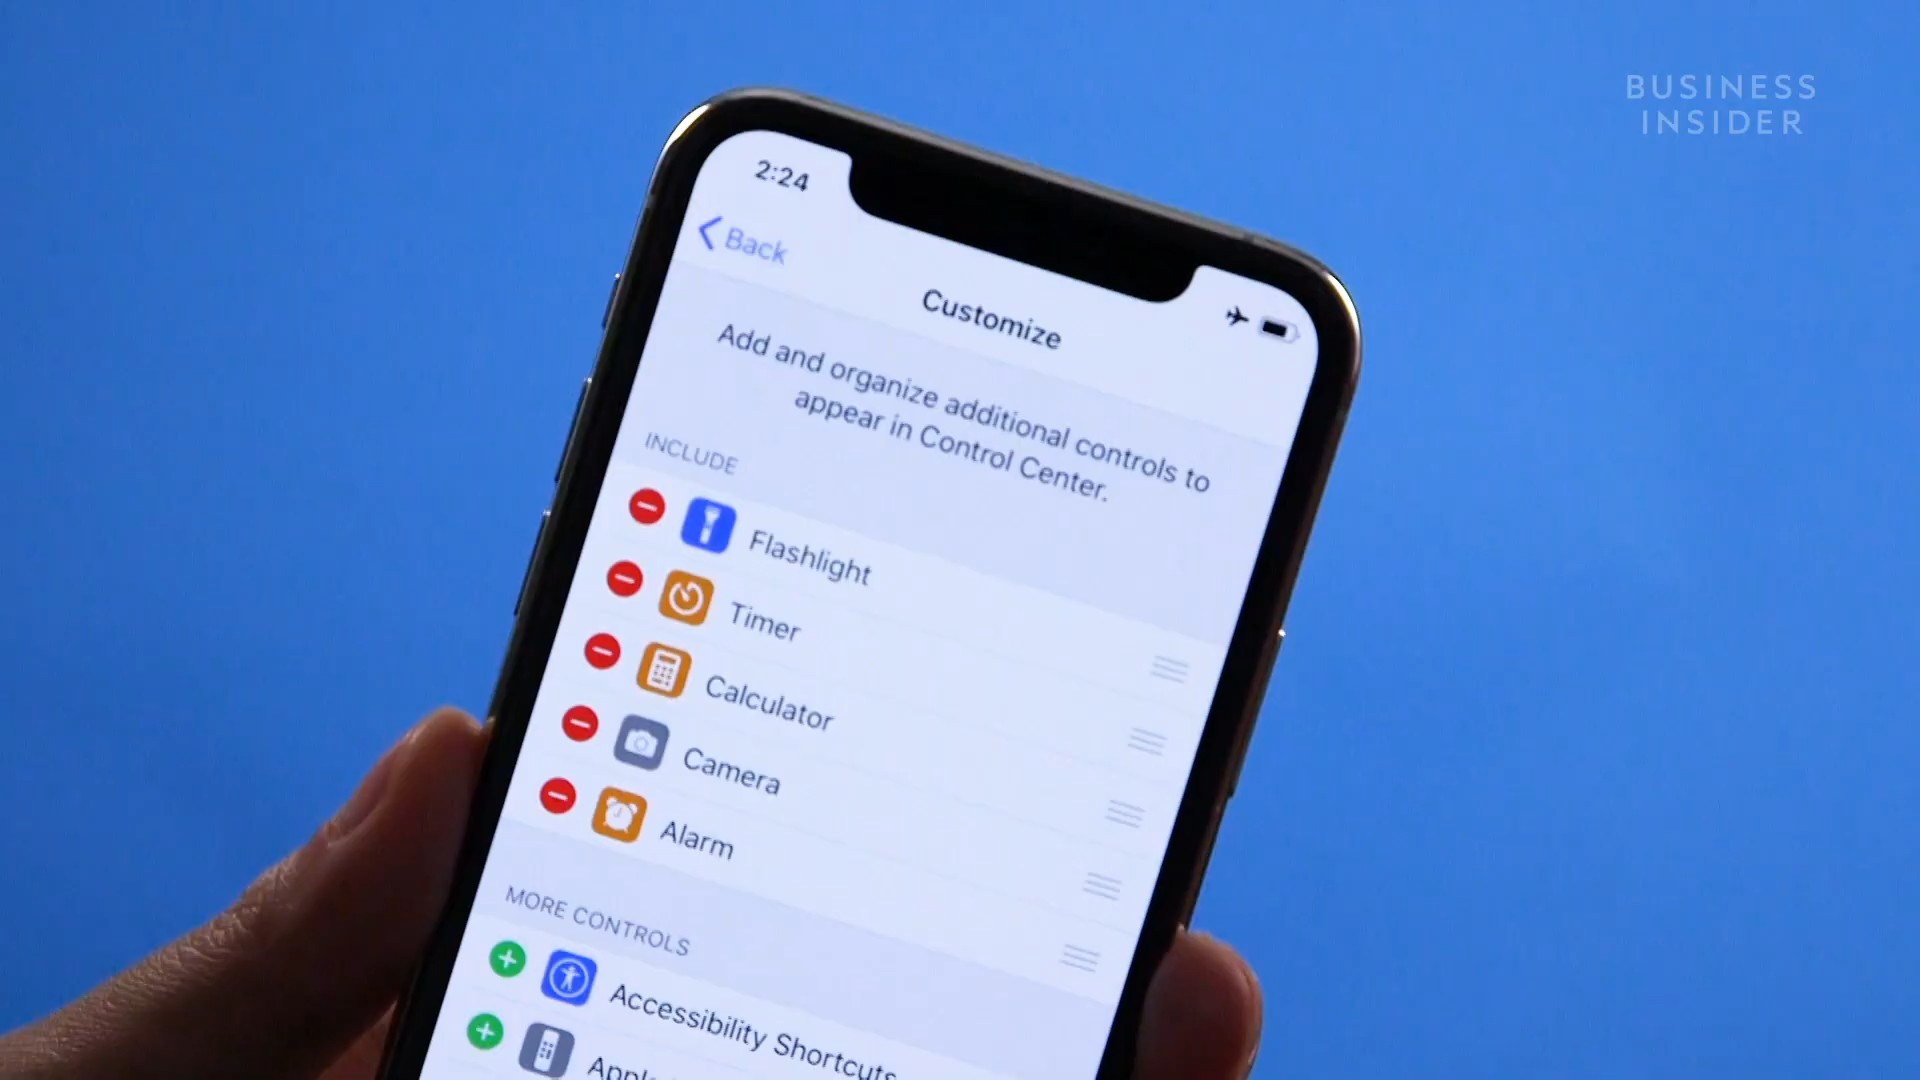 BUSINESS
INSIDER
2:24
Back
Customize
Add and organize additional controls to
appear in Control Center.
INCLUDE
Flashlight
Timer
Calculator
Camera
Alarm
MORE CONTROLS
Accessibility Shortcuts